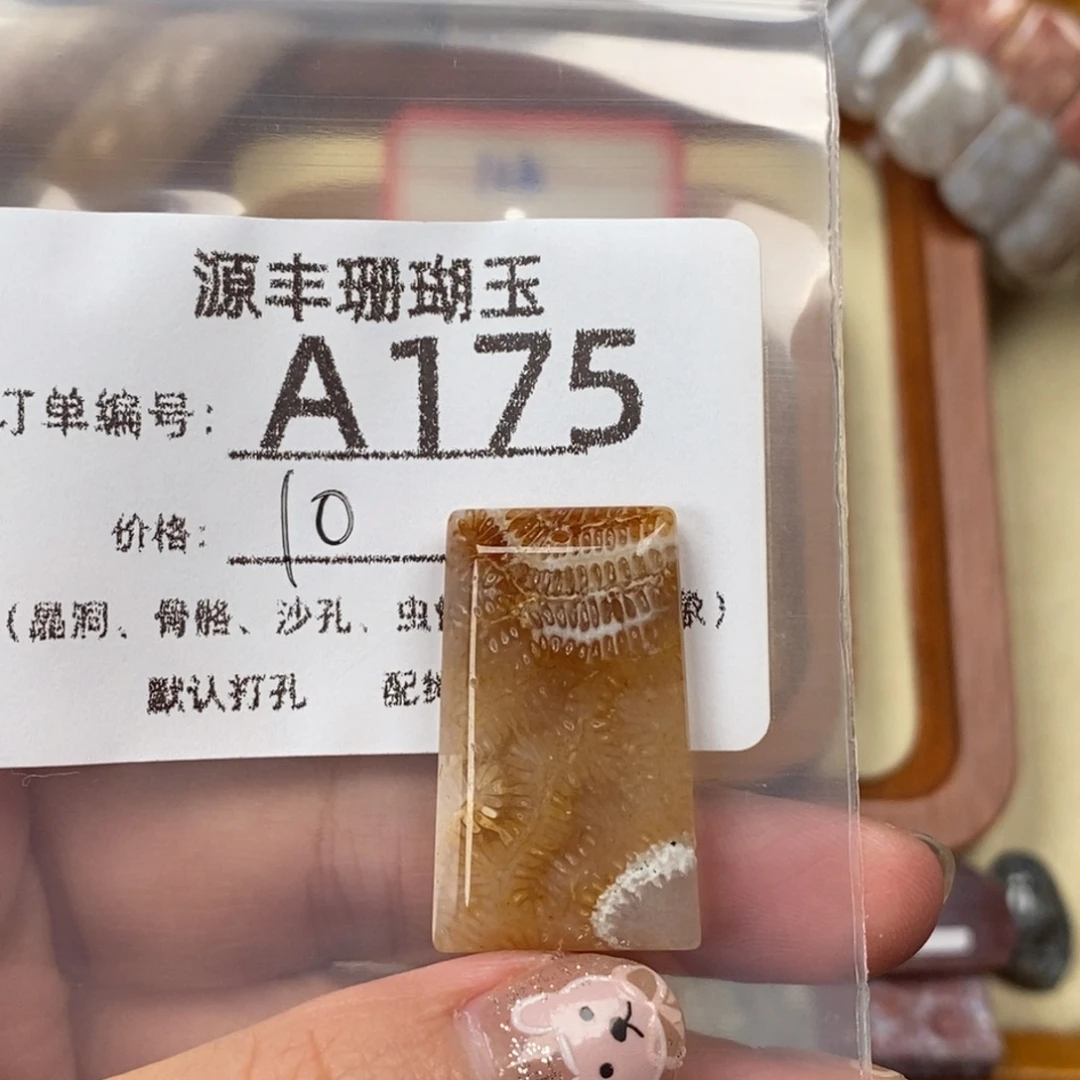 源丰珊瑚玉
订单编号: A175
价格: 10
(晶洞、骨骼、沙孔、虫
默认打孔 配